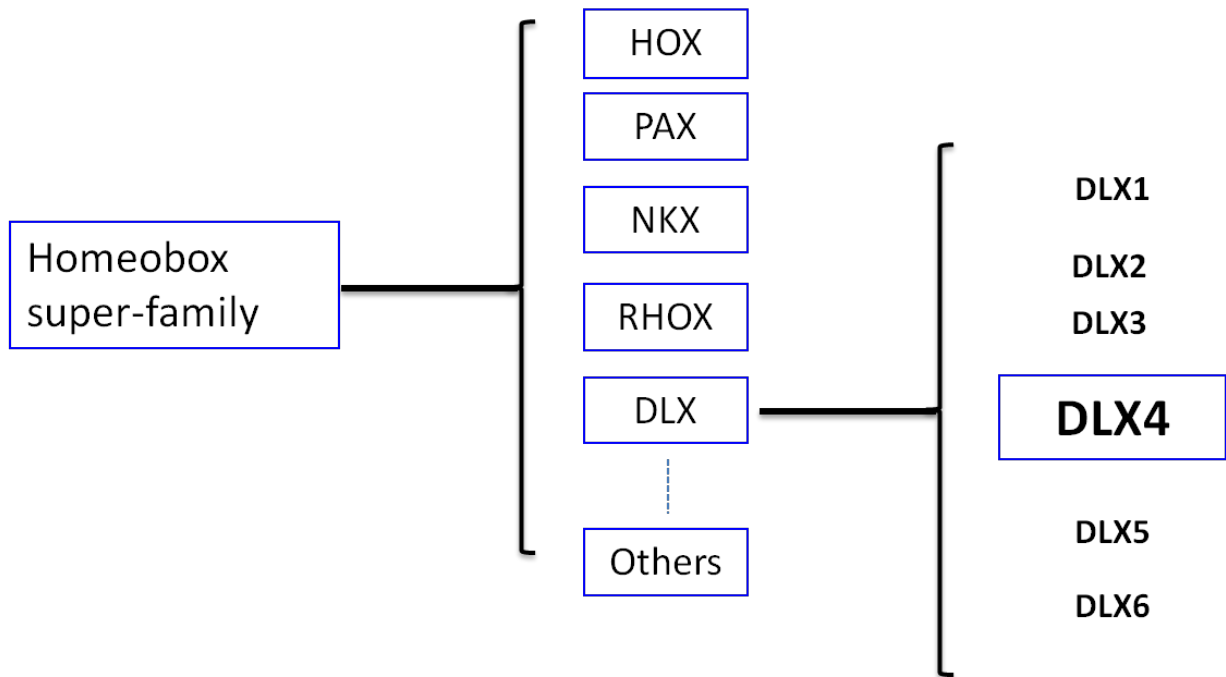 Homeobox
super-family
HOX
PAX
NKX
RHOX
DLX
Others
DLX1
DLX2
DLX3
DLX4
DLX5
DLX6